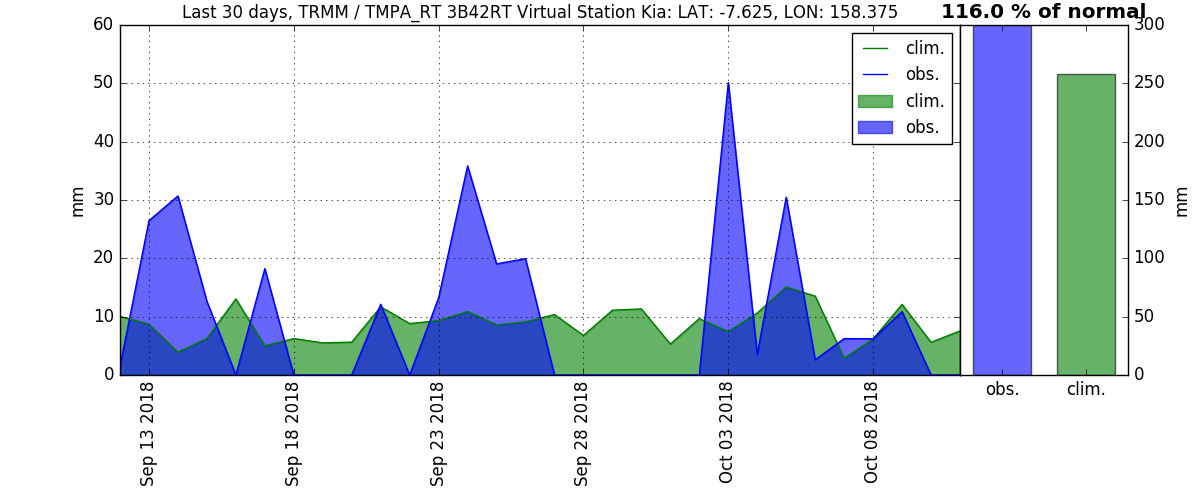 Last 30 days, TRMM / TMPA_RT 3B42RT Virtual Station Kia: LAT: -7.625, LON: 158.375
116.0 % of normal
60
50
40
30
20
10
0
mm
clim.
obs.
clim.
obs.
Sep 13 2018
Sep 18 2018
Sep 23 2018
Sep 28 2018
Oct 03 2018
Oct 08 2018
300
250
200
150
100
50
0
mm
obs.
clim.